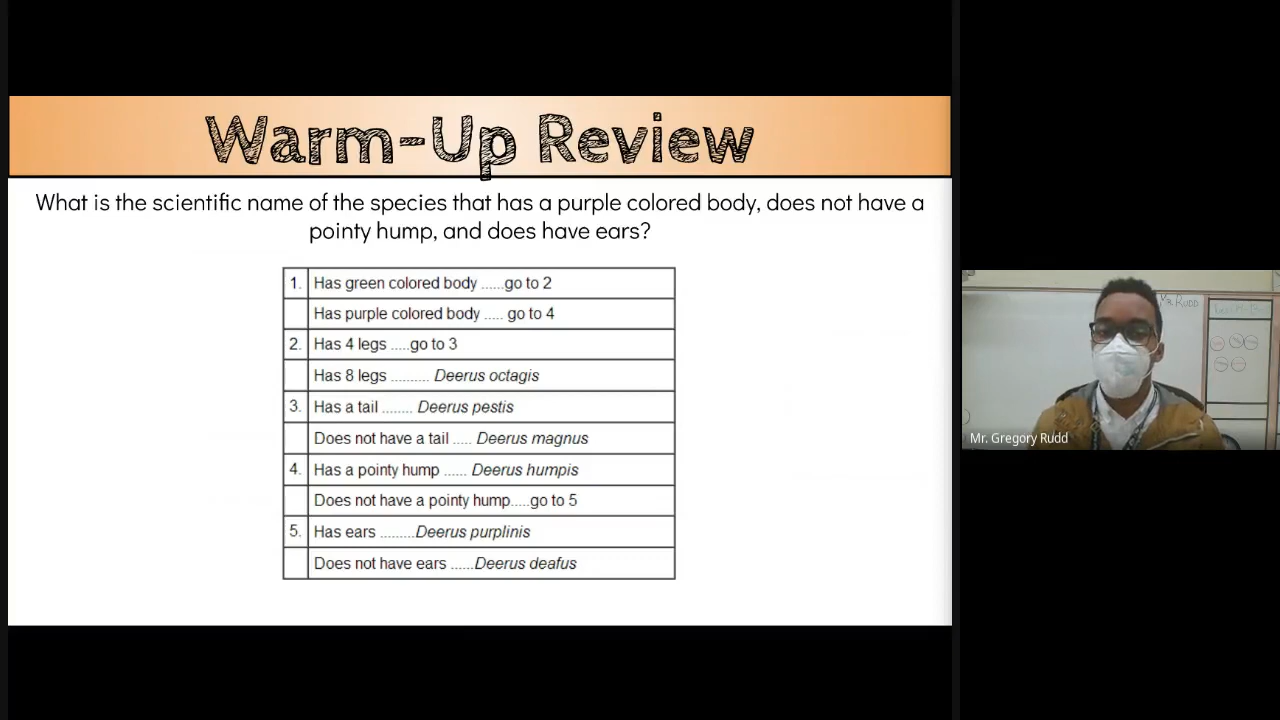 Warm-Up Review
What is the scientific name of the species that has a purple colored body, does not have a
pointy hump, and does have ears?
1. Has green colored body ......go to 2
Has purple colored body ..... go to 4
2. Has 4 legs .....go to 3
Has 8 legs .......... Deerus octagis
3. Has a tail ........ Deerus pestis
Does not have a tail ..... Deerus magnus
4. Has a pointy hump ...... Deerus humpis
Does not have a pointy hump.....go to 5
5. Has ears .........Deerus purplinis
Does not have ears ......Deerus deafus
Mr. Rudd
Mr. Gregory Rudd